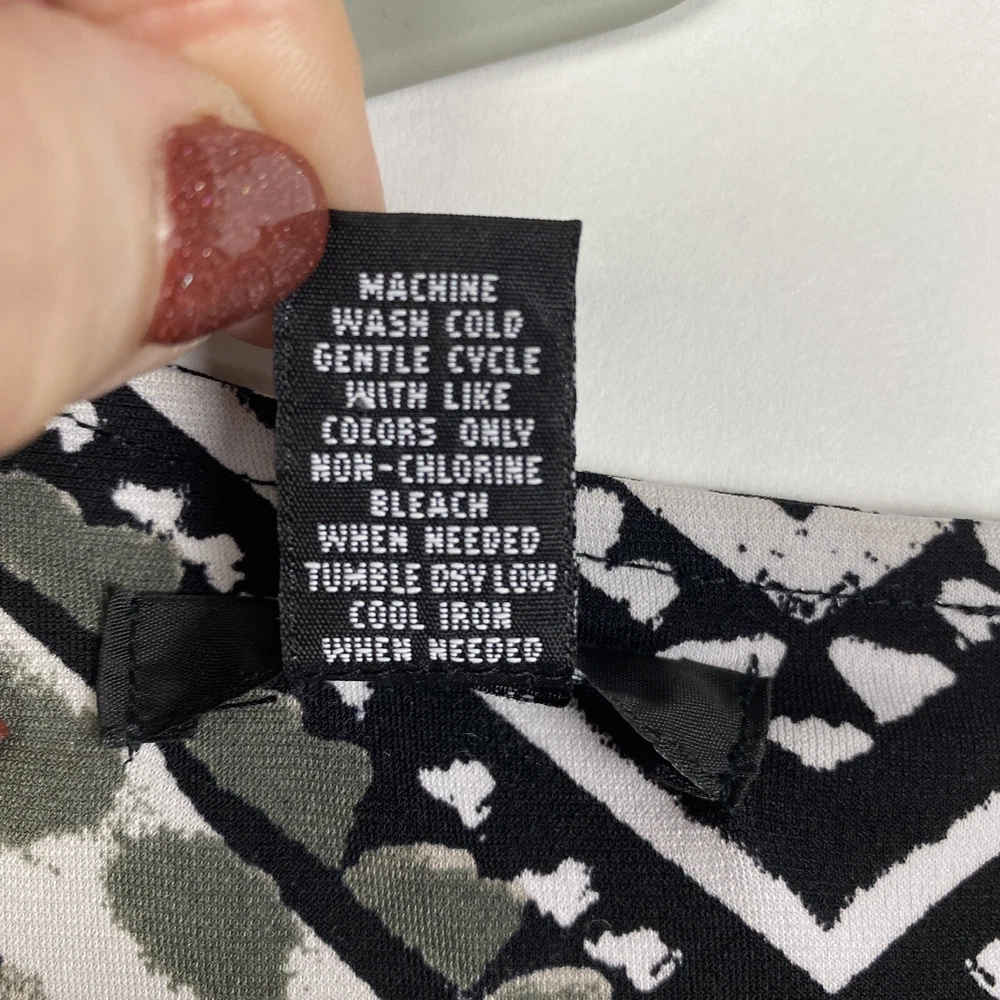 MACHINE
WASH COLD
GENTLE CYCLE
WITH LIKE
COLORS ONLY
NON-CHLORINE
BLEACH
WHEN NEEDED
TUMBLE DRY LOW
COOL IRON
WHEN NEEDED